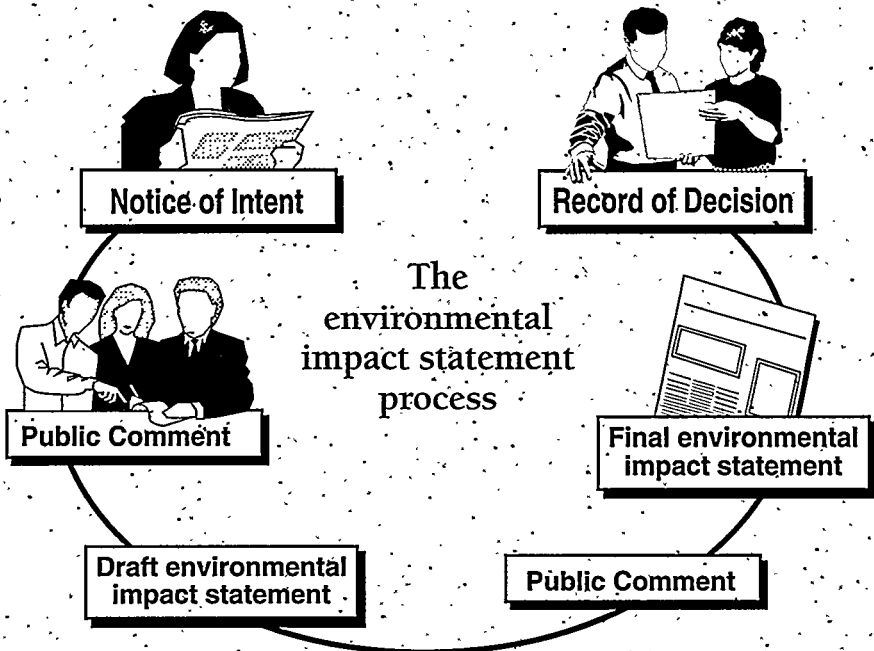 Notice of Intent
Record of Decision
The
environmental
impact statement
process
Public Comment
Final environmental
impact statement
Draft environmental
impact statement
Public Comment